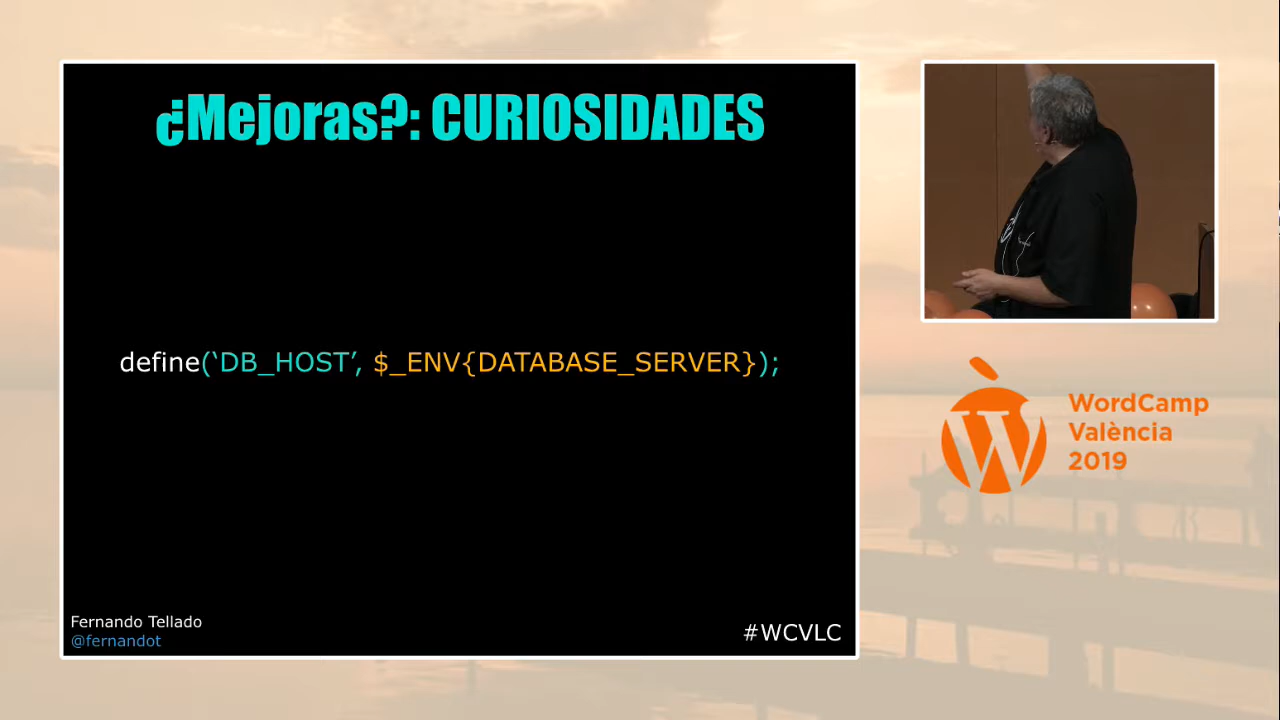 ¿Mejoras?: CURIOSIDADES
define(‘DB_HOST’, $_ENV{DATABASE_SERVER});
Fernando Tellado
@fernandot
#WCVLC
WordCamp
València
2019